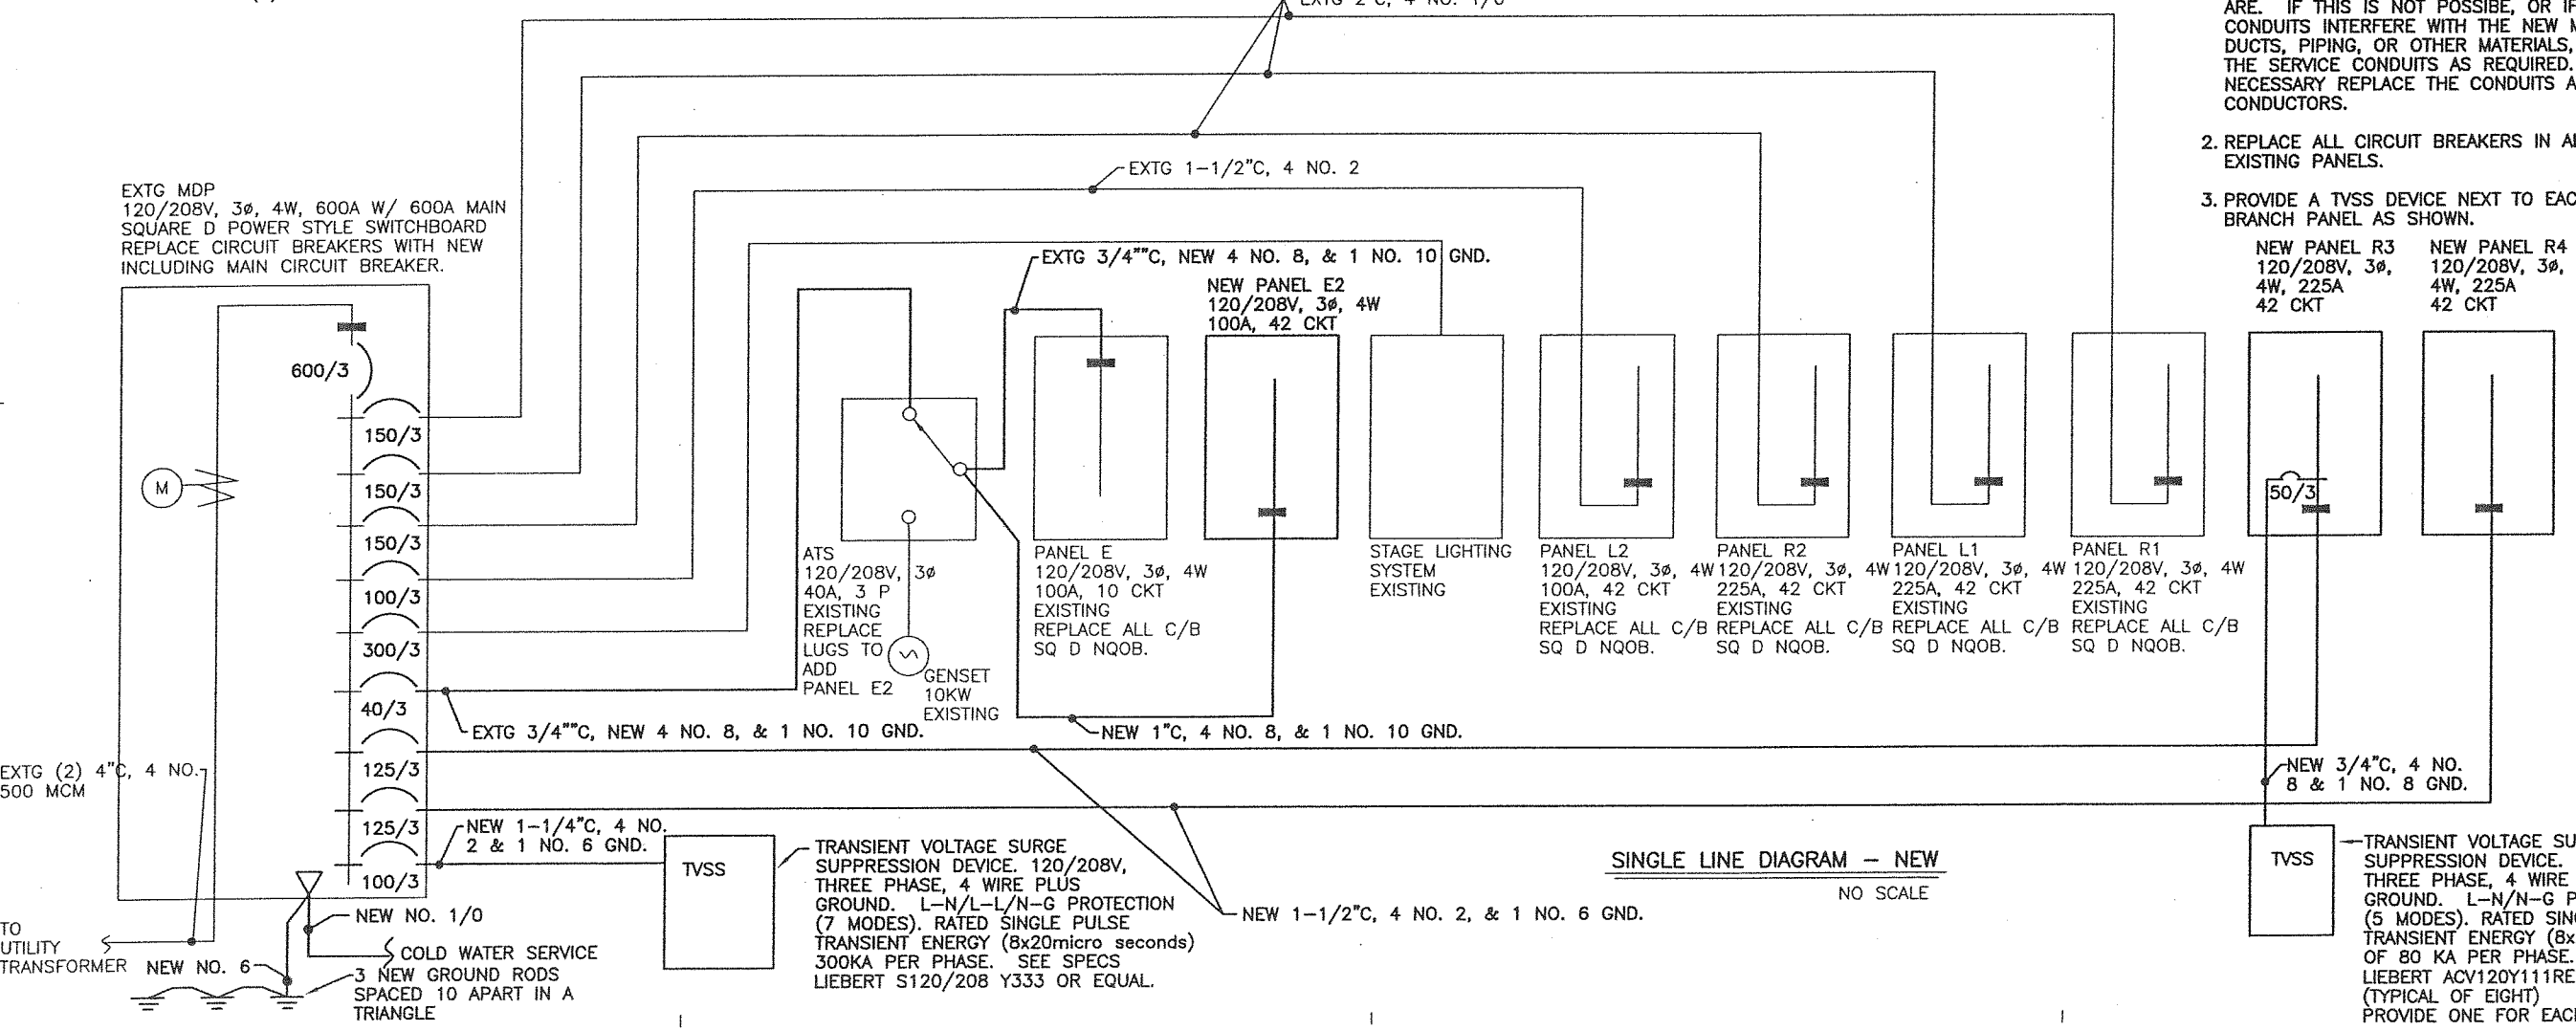 EXTG 2"C, 4 NO. 1/0
ARE. IF THIS IS NOT POSSIBE, OR IF
CONDUITS INTERFERE WITH THE NEW
DUCTS, PIPING, OR OTHER MATERIALS,
THE SERVICE CONDUITS AS REQUIRED.
NECESSARY REPLACE THE CONDUITS
CONDUCTORS.
2. REPLACE ALL CIRCUIT BREAKERS IN
EXISTING PANELS.
3. PROVIDE A TVSS DEVICE NEXT TO
BRANCH PANEL AS SHOWN.
EXTG 1-1/2"C, 4 NO. 2
EXTG MDP
120/208V, 3ø, 4W, 600A W/ 600A MAIN
SQUARE D POWER STYLE SWITCHBOARD
REPLACE CIRCUIT BREAKERS WITH NEW
INCLUDING MAIN CIRCUIT BREAKER.
EXTG 3/4""C, NEW 4 NO. 8, & 1 NO. 10 GND.
NEW PANEL E2
120/208V, 3ø, 4W
100A, 42 CKT
NEW PANEL R3
120/208V, 3ø,
4W, 225A
42 CKT
NEW PANEL R4
120/208V, 3ø,
4W, 225A
42 CKT
600/3
150/3
M
150/3
150/3
100/3
300/3
40/3
125/3
125/3
100/3
50/3
ATS
120/208V, 3ø
40A, 3 P
EXISTING
REPLACE
LUGS TO
ADD
PANEL E2
GENSET
10KW
EXISTING
PANEL E
120/208V, 3ø, 4W
100A, 10 CKT
EXISTING
REPLACE ALL C/B
SQ D NQOB.
STAGE LIGHTING
SYSTEM
EXISTING
PANEL L2
120/208V, 3ø, 4W
100A, 42 CKT
EXISTING
REPLACE ALL C/B
SQ D NQOB.
PANEL R2
120/208V, 3ø, 4W
225A, 42 CKT
EXISTING
REPLACE ALL C/B
SQ D NQOB.
PANEL L1
120/208V, 3ø, 4W
225A, 42 CKT
EXISTING
REPLACE ALL C/B
SQ D NQOB.
PANEL R1
120/208V, 3ø, 4W
225A, 42 CKT
EXISTING
REPLACE ALL C/B
SQ D NQOB.
EXTG 3/4""C, NEW 4 NO. 8, & 1 NO. 10 GND.
NEW 1"C, 4 NO. 8, & 1 NO. 10 GND.
EXTG (2) 4"C, 4 NO.
500 MCM
NEW 3/4"C, 4 NO.
8 & 1 NO. 8 GND.
NEW 1-1/4"C, 4 NO.
2 & 1 NO. 6 GND.
TVSS
TRANSIENT VOLTAGE SURGE
SUPPRESSION DEVICE. 120/208V,
THREE PHASE, 4 WIRE PLUS
GROUND. L-N/L-L/N-G PROTECTION
(7 MODES). RATED SINGLE PULSE
TRANSIENT ENERGY (8x20micro seconds)
300KA PER PHASE. SEE SPECS
LIEBERT S120/208 Y333 OR EQUAL.
NEW 1-1/2"C, 4 NO. 2, & 1 NO. 6 GND.
SINGLE LINE DIAGRAM - NEW
NO SCALE
TVSS
TRANSIENT VOLTAGE SU
SUPPRESSION DEVICE.
THREE PHASE, 4 WIRE
GROUND. L-N/N-G P
(5 MODES). RATED SIN
TRANSIENT ENERGY (8x
OF 80 KA PER PHASE.
LIEBERT ACV120Y111RE
(TYPICAL OF EIGHT)
PROVIDE ONE FOR EAC
NEW NO. 1/0
COLD WATER SERVICE
TO
UTILITY
TRANSFORMER
NEW NO. 6
3 NEW GROUND RODS
SPACED 10 APART IN A
TRIANGLE